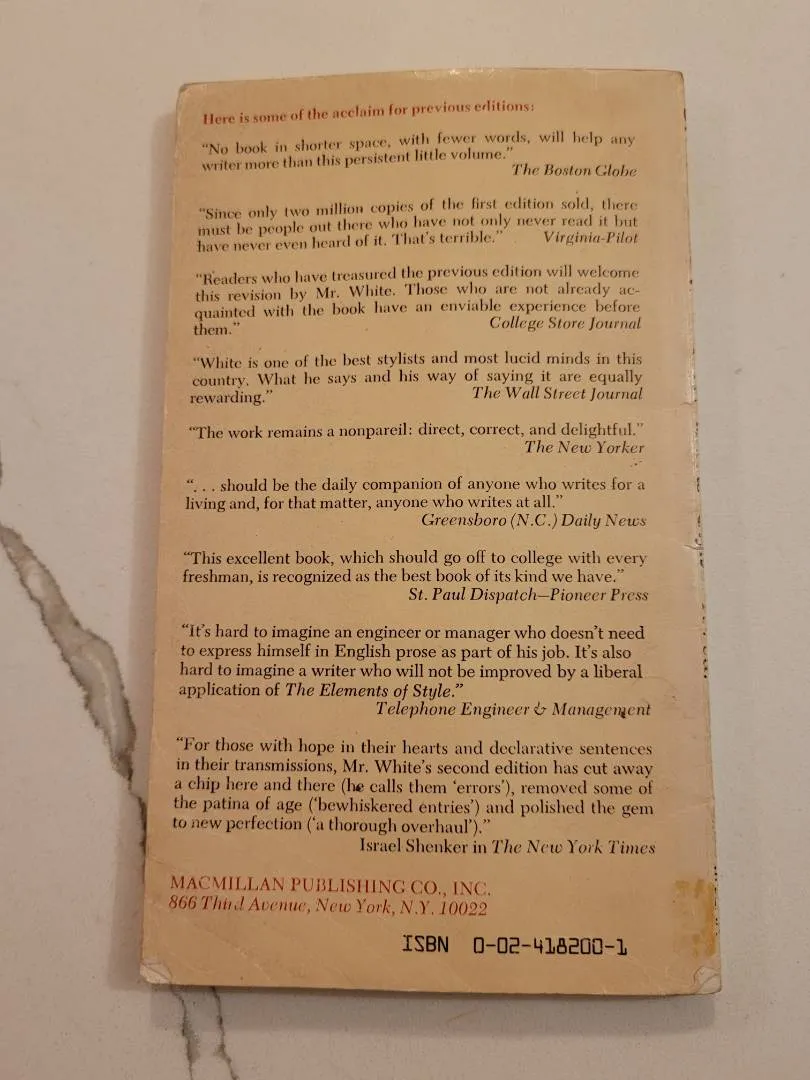 Here is some of the acclaim for previous editions:
“No book in shorter space, with fewer words, will help any
writer more than this persistent little volume.”
The Boston Globe
“Since only two million copies of the first edition sold, there
must be people out there who have not only never read it but
have never even heard of it. That’s terrible.” Virginia-Pilot
“Readers who have treasured the previous edition will welcome
this revision by Mr. White. Those who are not already ac-
quainted with the book have an enviable experience before
them.” College Store Journal
“White is one of the best stylists and most lucid minds in this
country. What he says and his way of saying it are equally
rewarding.” The Wall Street Journal
“The work remains a nonpareil: direct, correct, and delightful.”
The New Yorker
“. . . should be the daily companion of anyone who writes for a
living and, for that matter, anyone who writes at all.”
Greensboro (N.C.) Daily News
“This excellent book, which should go off to college with every
freshman, is recognized as the best book of its kind we have.”
St. Paul Dispatch—Pioneer Press
“It’s hard to imagine an engineer or manager who doesn’t need
to express himself in English prose as part of his job. It’s also
hard to imagine a writer who will not be improved by a liberal
application of The Elements of Style.”
Telephone Engineer & Management
“For those with hope in their hearts and declarative sentences
in their transmissions, Mr. White’s second edition has cut away
a chip here and there (he calls them ‘errors’), removed some of
the patina of age (‘bewhiskered entries’) and polished the gem
to new perfection (‘a thorough overhaul’).”
Israel Shenker in The New York Times
MACMILLAN PUBLISHING CO., INC.
866 Third Avenue, New York, N.Y. 10022
ISBN 0-02-418200-1